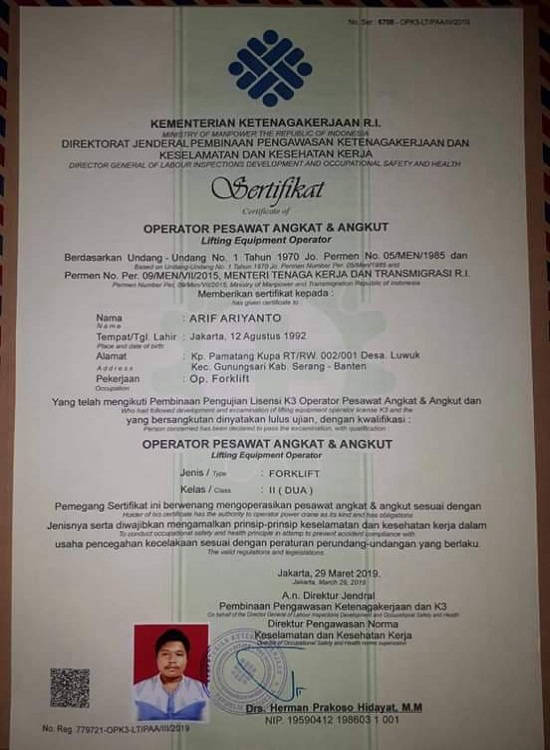 No. Ser : 6708 - OPK3-LT/PAA/III/2019
KEMENTERIAN KETENAGAKERJAAN R.I.
MINISTRY OF MANPOWER THE REPUBLIC OF INDONESIA
DIREKTORAT JENDERAL PEMBINAAN PENGAWASAN KETENAGAKERJAAN DAN
KESELAMATAN DAN KESEHATAN KERJA
DIRECTOR GENERAL OF LABOUR INSPECTIONS DEVELOPMENT AND OCCUPATIONAL SAFETY AND HEALTH
Sertifikat
Certificate of
OPERATOR PESAWAT ANGKAT & ANGKUT
Lifting Equipment Operator
Berdasarkan Undang - Undang No. 1 Tahun 1970 Jo. Permen No. 05/MEN/1985 dan
Based on Undang-Undang No. 1 Tahun 1970 Jo. Permen Number Per. 05/Men/1985 and
Permen No. Per. 09/MEN/VII/2015, MENTERI TENAGA KERJA DAN TRANSMIGRASI R.I.
Permen Number Per. 09/Men/VII/2015, Ministry of Manpower and Transmigration Republic of Indonesia
Memberikan sertifikat kepada :
has given certificate to
Nama : ARIF ARIYANTO
Name
Tempat/Tgl. Lahir : Jakarta, 12 Agustus 1992
Place and date of birth
Alamat : Kp. Pamatang Kupa RT/RW. 002/001 Desa. Luwuk
Address Kec. Gunungsari Kab. Serang - Banten
Pekerjaan : Op. Forklift
Occupation
Yang telah mengikuti Pembinaan Pengujian Lisensi K3 Operator Pesawat Angkat & Angkut dan
Who had followed development and examination of lifting equipment operator license K3 and the
yang bersangkutan dinyatakan lulus ujian, dengan kwalifikasi :
Person concerned has been declared to pass the examination, with qualification :
OPERATOR PESAWAT ANGKAT & ANGKUT
Lifting Equipment Operator
Jenis / Type : FORKLIFT
Kelas / Class : II ( DUA )
Pemegang Sertifikat ini berwenang mengoperasikan pesawat angkat & angkut sesuai dengan
Holder of his certificate has the authority to operator power crane as its kind and has obligations
Jenisnya serta diwajibkan mengamalkan prinsip-prinsip keselamatan dan kesehatan kerja dalam
To conduct occupational safety and health principle in attemp to prevent accident compliance with
usaha pencegahan kecelakaan sesuai dengan peraturan perundang-undangan yang berlaku.
The valid regulations and legislations
Jakarta, 29 Maret 2019.
Jakarta, March 29, 2019.
A.n. Direktur Jendral
Pembinaan Pengawasan Ketenagakerjaan dan K3
On behalf of the Director General of Labour Inspections Development and Occupational Safety and Health
Direktur Pengawasan Norma
Keselamatan dan Kesehatan Kerja
of Occupational Safety and Health norms supervision
Drs. Herman Prakoso Hidayat, M.M
NIP. 19590412 198603 1 001
No. Reg 779721-OPK3-LT/PAA/III/2019